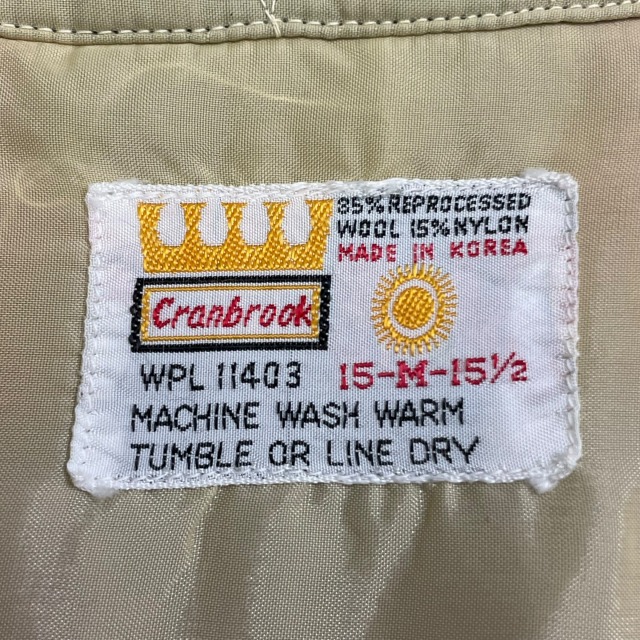 85% REPROCESSED
WOOL 15% NYLON
MADE IN KOREA
Cranbrook
WPL 11403 15-M-15½
MACHINE WASH WARM
TUMBLE OR LINE DRY